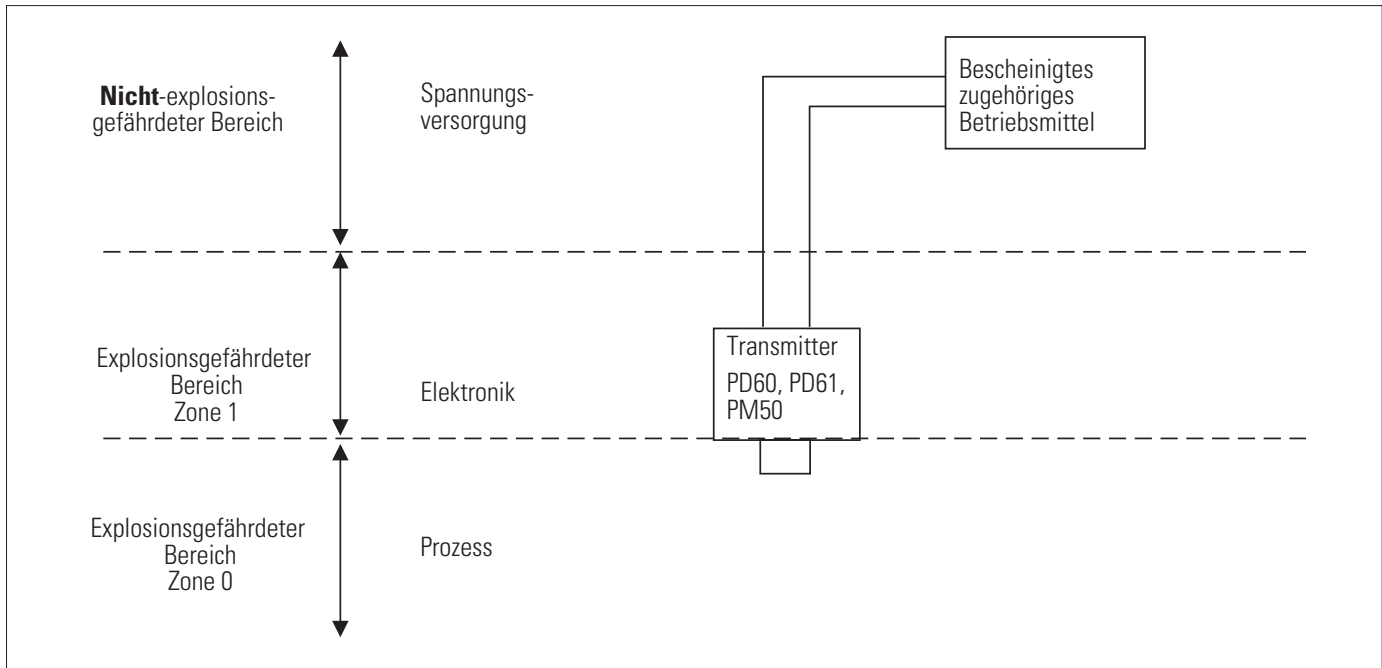 Nicht-explosions-
gefährdeter Bereich
Spannungs-
versorgung
Bescheinigtes
zugehöriges
Betriebsmittel
Explosionsgefährdeter
Bereich
Zone 1
Elektronik
Transmitter
PD60, PD61,
PM50
Explosionsgefährdeter
Bereich
Zone 0
Prozess